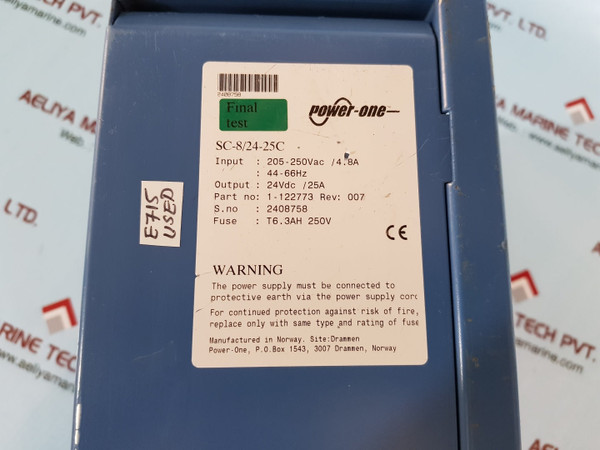 Final
test
power-one
SC-8/24-25C
Input : 205-250Vac /4.8A
: 44-66Hz
Output : 24Vdc /25A
Part no: 1-122773 Rev: 007
S.no : 2408758
Fuse : T6.3AH 250V
CE
E715
USED
WARNING
The power supply must be connected to
protective earth via the power supply cord
For continued protection against risk of fire,
replace only with same type and rating of fuse
Manufactured in Norway. Site:Drammen
Power-One, P.O.Box 1543, 3007 Drammen, Norway
AELIYA MARINE TECH PVT. LTD.
www.aeliyamarine.com